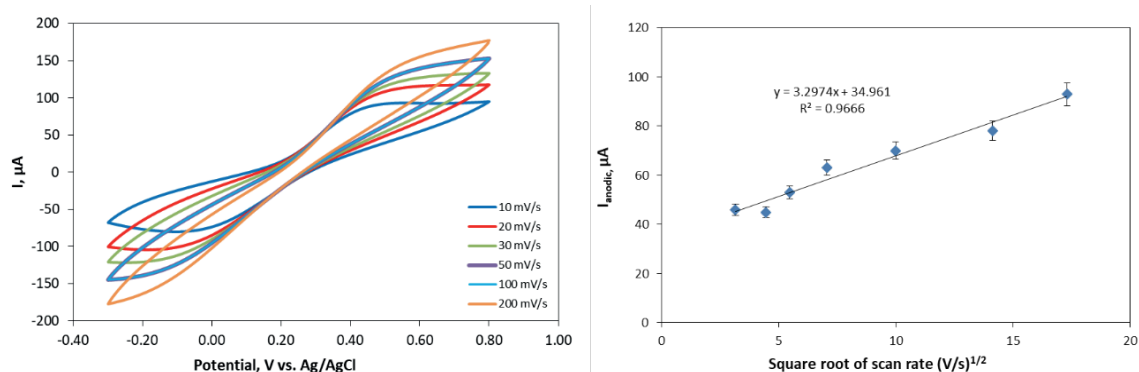 200
150
100
50
0
-50
-100
-150
-200
I, µA
-0.40
-0.20
0.00
0.20
0.40
0.60
0.80
1.00
Potential, V vs. Ag/AgCl
10 mV/s
20 mV/s
30 mV/s
50 mV/s
100 mV/s
200 mV/s
120
100
80
60
40
20
0
Ianodic, µA
y = 3.2974x + 34.961
R² = 0.9666
0
5
10
15
20
Square root of scan rate (V/s)1/2